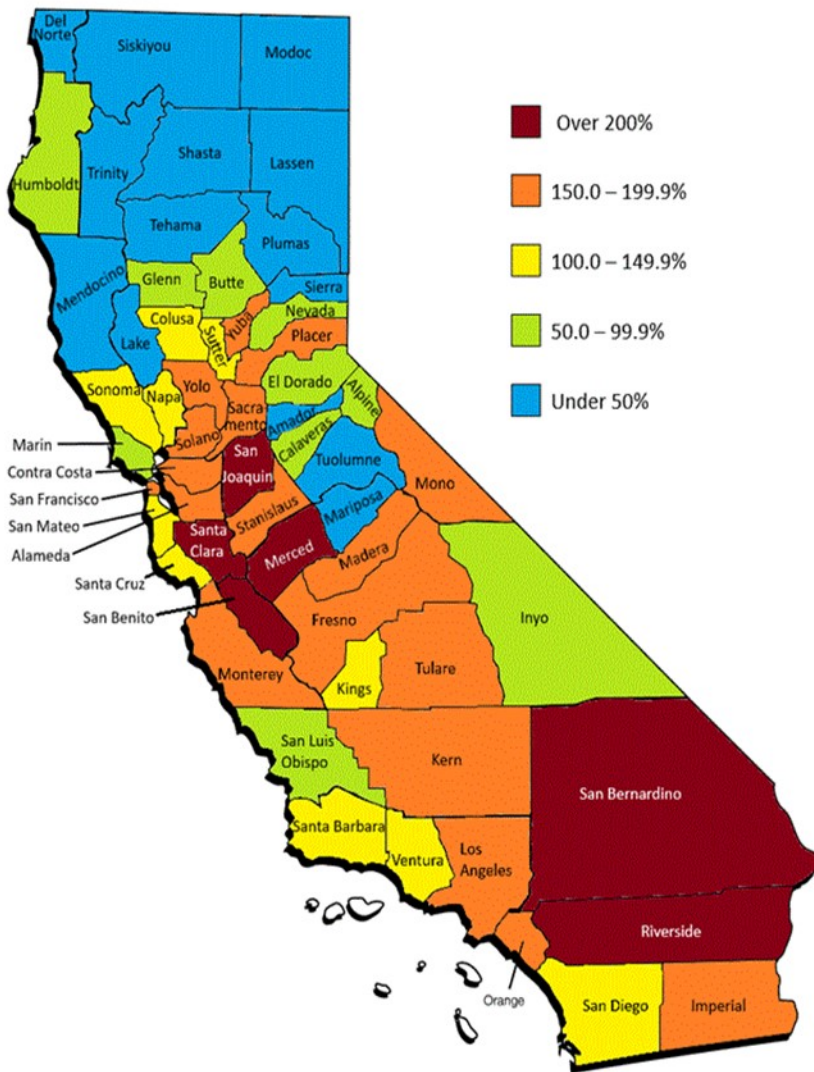 Del
Norte
Siskiyou
Modoc
Humboldt
Trinity
Shasta
Lassen
Tehama
Plumas
Mendocino
Glenn
Butte
Sierra
Colusa
Sutter
Yuba
Nevada
Placer
Lake
Sonoma
Napa
Yolo
El Dorado
Alpine
Sacra-
mento
Amador
Solano
Calaveras
Marin
Contra Costa
San
Joaquin
Tuolumne
Mono
San Francisco
Stanislaus
Mariposa
San Mateo
Santa
Clara
Merced
Madera
Alameda
Santa Cruz
San Benito
Fresno
Inyo
Monterey
Kings
Tulare
San Luis
Obispo
Kern
San Bernardino
Santa Barbara
Ventura
Los
Angeles
Riverside
Orange
San Diego
Imperial
Over 200%
150.0 – 199.9%
100.0 – 149.9%
50.0 – 99.9%
Under 50%